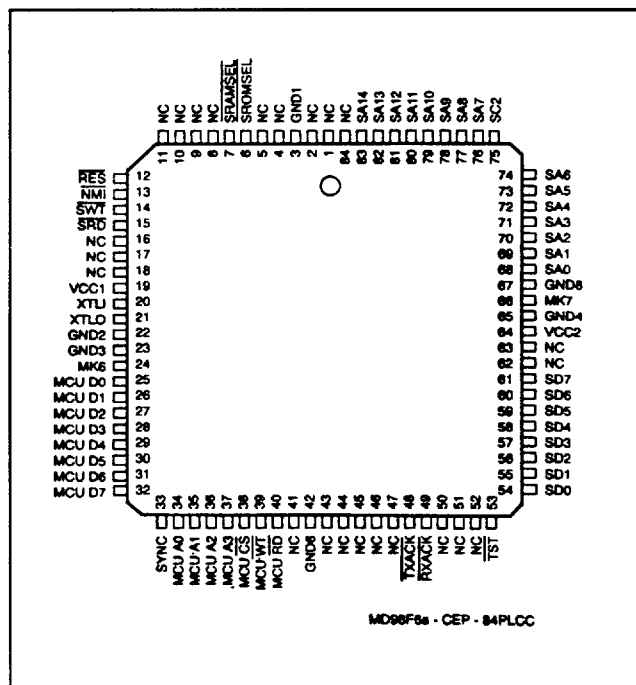 NC
NC
NC
NC
SRAMSEL
SROMSEL
NC
NC
GND1
NC
NC
NC
SA14
SA13
SA12
SA11
SA10
SA9
SA8
SA7
SC2
11 10 9 8 7 6 5 4 3 2 1 84 83 82 81 80 79 78 77 76 75
RES 12
NMI 13
SWT 14
SRD 15
NC 16
NC 17
NC 18
VCC1 19
XTLI 20
XTLO 21
GND2 22
GND3 23
MK6 24
MCU D0 25
MCU D1 26
MCU D2 27
MCU D3 28
MCU D4 29
MCU D5 30
MCU D6 31
MCU D7 32
74 SA6
73 SA5
72 SA4
71 SA3
70 SA2
69 SA1
68 SA0
67 GND8
66 MK7
65 GND4
64 VCC2
63 NC
62 NC
61 SD7
60 SD6
59 SD5
58 SD4
57 SD3
56 SD2
55 SD1
54 SD0
33 34 35 36 37 38 39 40 41 42 43 44 45 46 47 48 49 50 51 52 53
SYNC
MCU A0
MCU A1
MCU A2
MCU A3
MCU CS
MCU WT
MCU RD
NC
GND6
NC
NC
NC
NC
NC
TXACK
RXACK
NC
NC
NC
TST
MD96F6a - CEP - 84PLCC